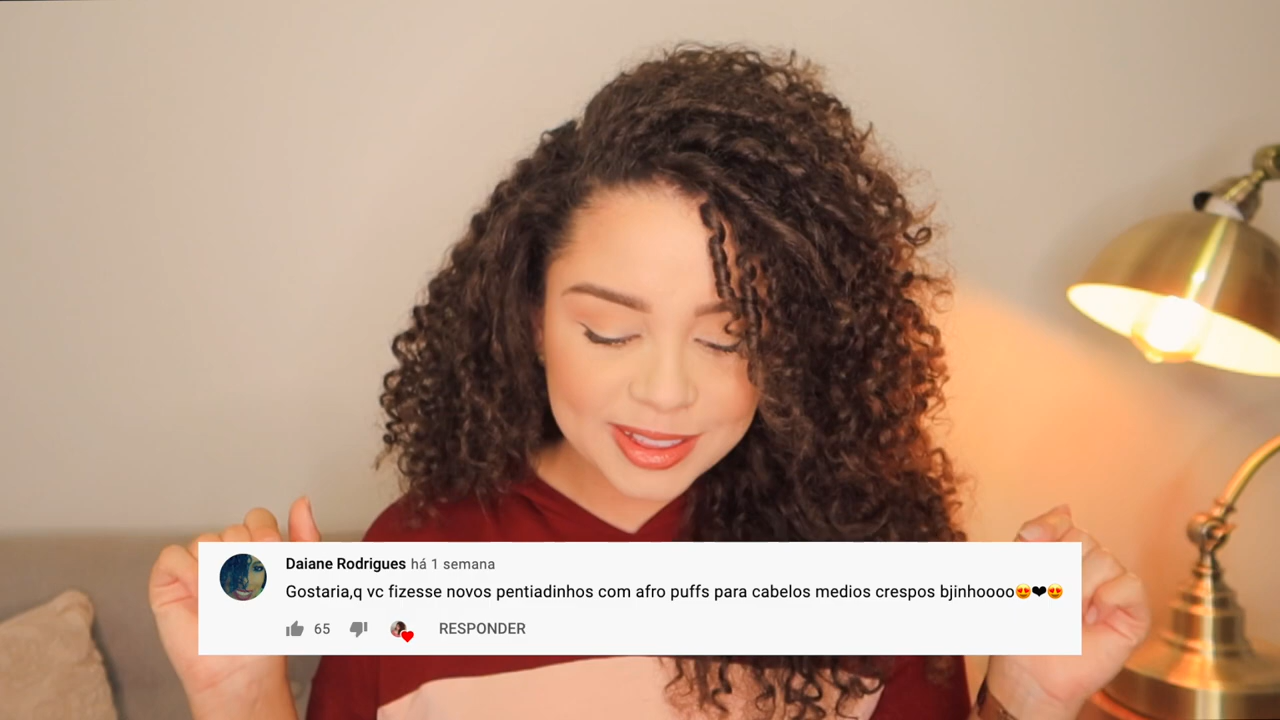 Daiane Rodrigues há 1 semana
Gostaria,q vc fizesse novos pentiadinhos com afro puffs para cabelos medios crespos bjinhoooo😍❤😍
65 RESPONDER